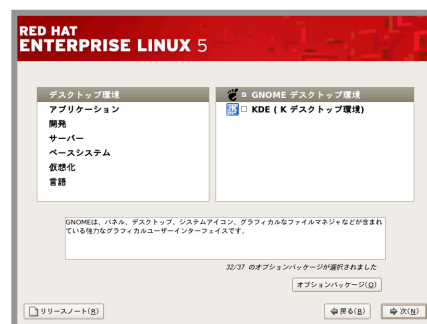 RED HAT
ENTERPRISE LINUX 5
デスクトップ環境
アプリケーション
開発
サーバー
ベースシステム
仮想化
言語
GNOME デスクトップ環境
KDE ( K デスクトップ環境)
GNOMEは、パネル、デスクトップ、システムアイコン、グラフィカルなファイルマネジャなどが含まれ
ている強力なグラフィカルユーザーインターフェイスです。
32/37 のオプションパッケージが選択されました
オプションパッケージ(O)
リリースノート(R)
戻る(B)
次(N)